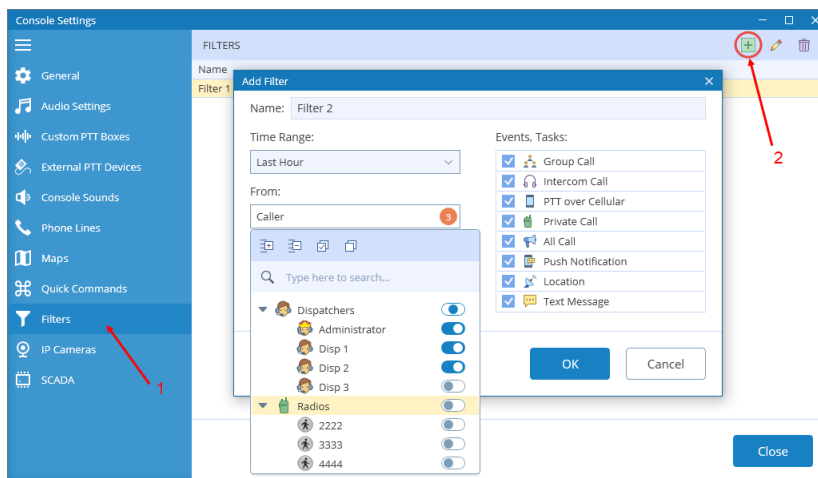 Console Settings
General
Audio Settings
Custom PTT Boxes
External PTT Devices
Console Sounds
Phone Lines
Maps
Quick Commands
Filters
IP Cameras
SCADA
1
FILTERS
Name
Filter 1
2
Add Filter
Name: Filter 2
Time Range:
Last Hour
From:
Caller 3
Type here to search...
Dispatchers
Administrator
Disp 1
Disp 2
Disp 3
Radios
2222
3333
4444
Events, Tasks:
Group Call
Intercom Call
PTT over Cellular
Private Call
All Call
Push Notification
Location
Text Message
OK Cancel
Close